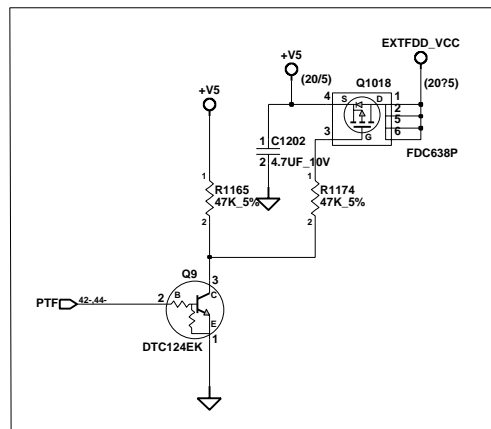 EXTFDD_VCC
+V5
(20/5)
Q1018
(20?5)
4
S
D
1
2
5
6
3
G
FDC638P
+V5
1
C1202
2
4.7UF_10V
1
R1165
47K_5%
2
1
R1174
47K_5%
2
Q9
3
PTF
42-,44-
2
B
C
E
1
DTC124EK